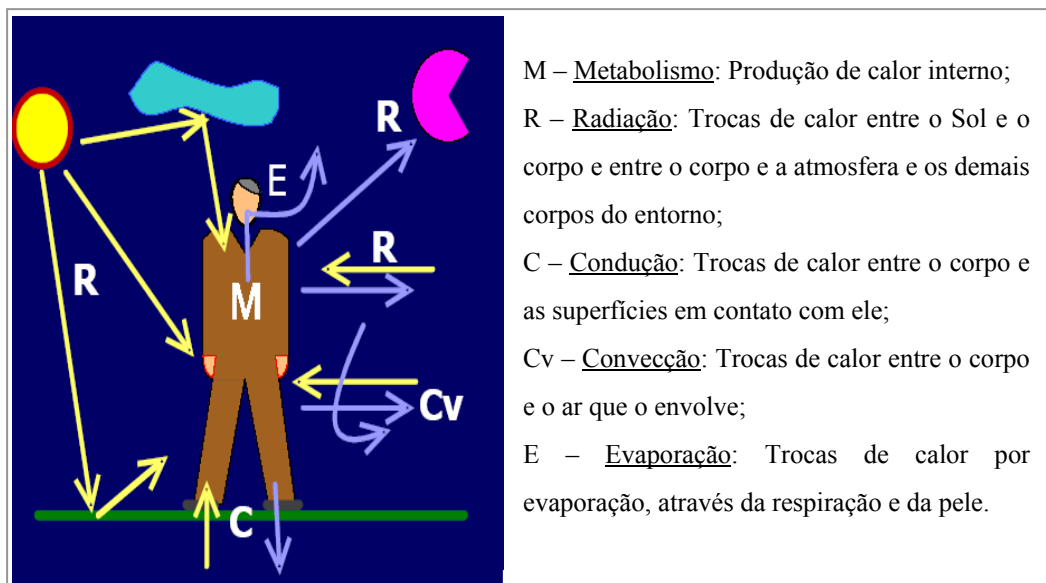 R
E
R
R
M
Cv
C
M – Metabolismo: Produção de calor interno;
R – Radiação: Trocas de calor entre o Sol e o
corpo e entre o corpo e a atmosfera e os demais
corpos do entorno;
C – Condução: Trocas de calor entre o corpo e
as superfícies em contato com ele;
Cv – Convecção: Trocas de calor entre o corpo
e o ar que o envolve;
E – Evaporação: Trocas de calor por
evaporação, através da respiração e da pele.